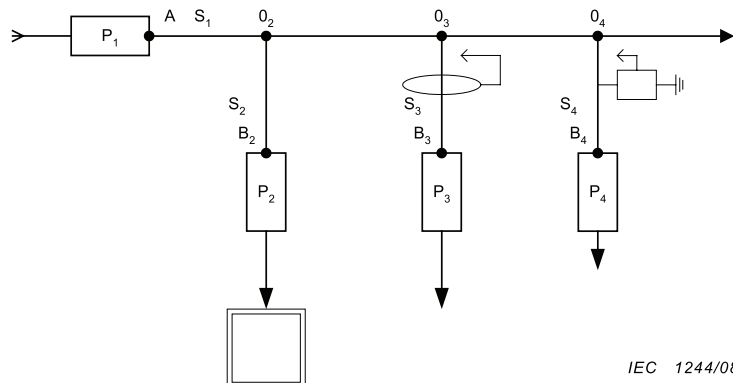 A S₁ 0₂ 0₃ 0₄
P₁
S₂ S₃ S₄
B₂ B₃ B₄
P₂ P₃ P₄
IEC 1244/08